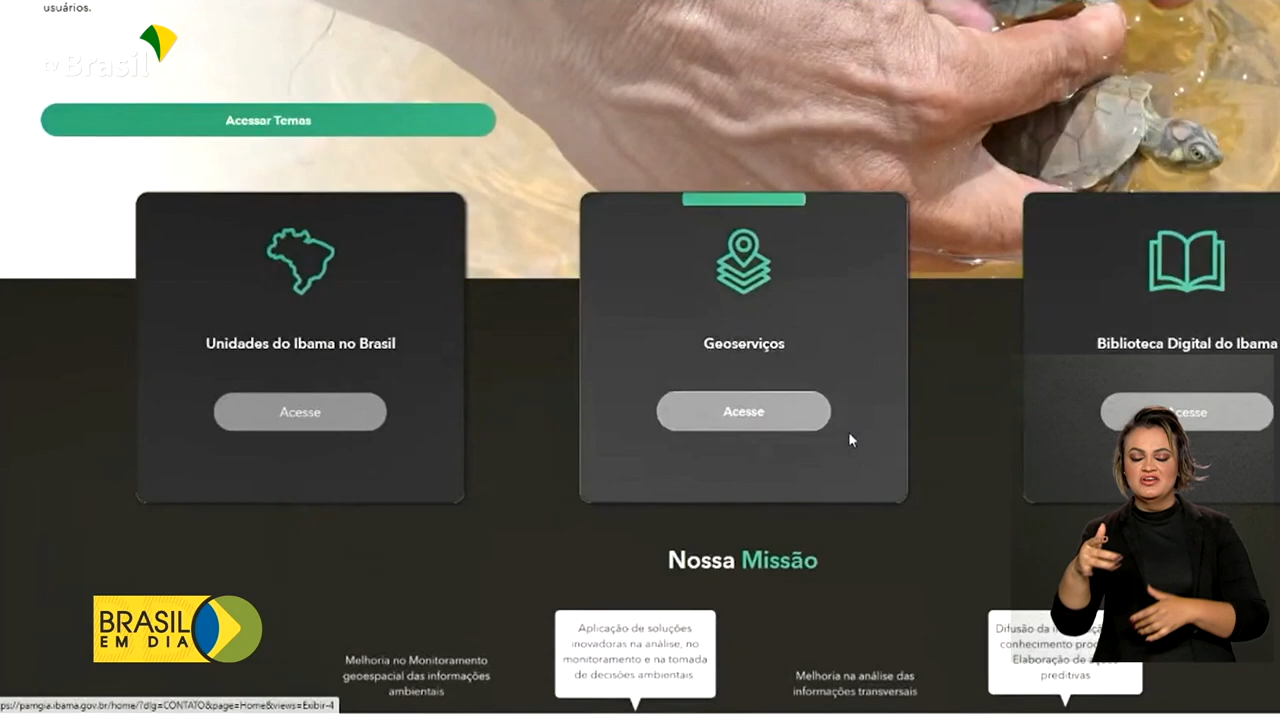 usuários.
tv Brasil
Acessar Temas
Unidades do Ibama no Brasil
Acesse
Geoserviços
Acesse
Biblioteca Digital do Ibama
Acesse
Nossa Missão
Melhoria no Monitoramento
geoespacial das informações
ambientais
Aplicação de soluções
inovadoras na análise, no
monitoramento e na tomada
de decisões ambientais
Melhoria na análise das
informações transversais
Difusão da
conhecimento
Elaboração de
preditivas
BRASIL
EM DIA
ps://pamgia.ibama.gov.br/home/?dlg=CONTATO&page=Home&views=Exibir-4